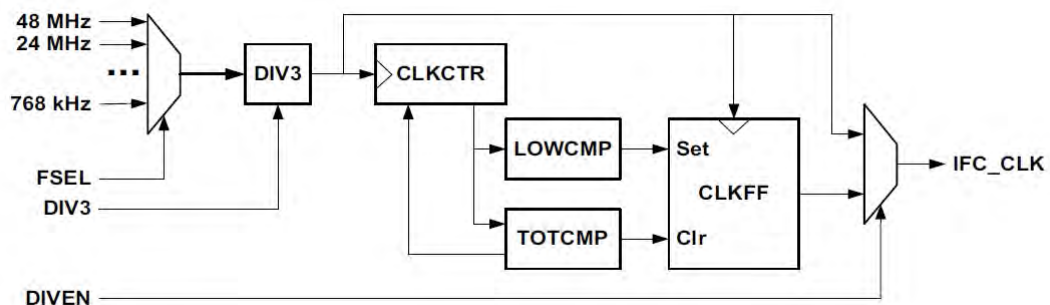 48 MHz
24 MHz
...
768 kHz
FSEL
DIV3
DIVEN
DIV3
CLKCTR
LOWCMP
TOTCMP
Set
CLKFF
Clr
IFC_CLK